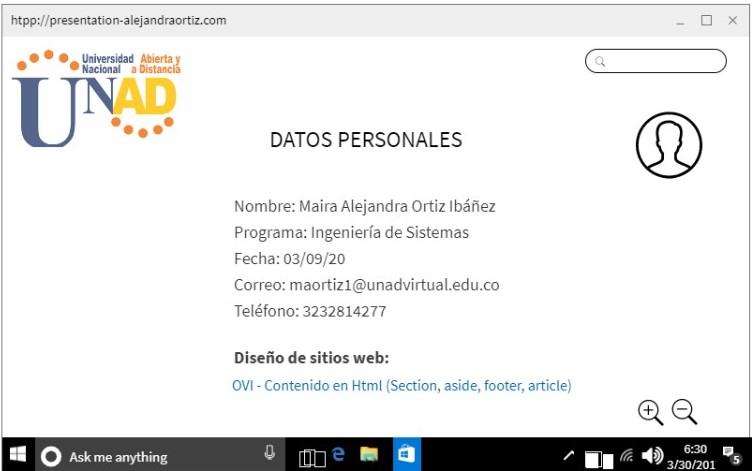 htpp://presentation-alejandraortiz.com
Universidad Abierta y
Nacional a Distancia
UNAD
DATOS PERSONALES
Nombre: Maira Alejandra Ortiz Ibáñez
Programa: Ingeniería de Sistemas
Fecha: 03/09/20
Correo: maortiz1@unadvirtual.edu.co
Teléfono: 3232814277
Diseño de sitios web:
OVI - Contenido en Html (Section, aside, footer, article)
Ask me anything
6:30
3/30/201
5